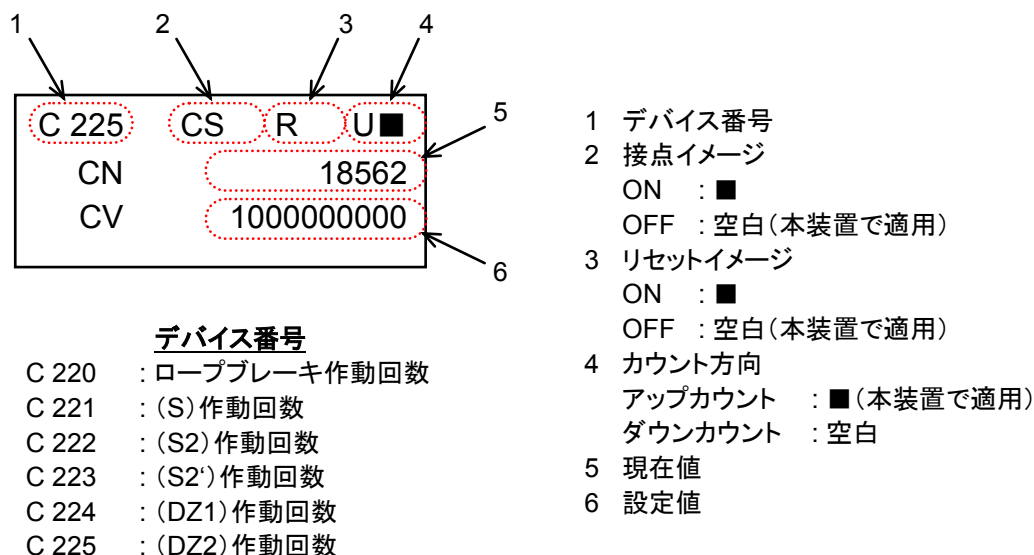 1 2 3 4
C 225 CS R U■
5
CN 18562
CV 1000000000
6
デバイス番号
C 220 : ロープブレーキ作動回数
C 221 : (S)作動回数
C 222 : (S2)作動回数
C 223 : (S2‘)作動回数
C 224 : (DZ1)作動回数
C 225 : (DZ2)作動回数
1 デバイス番号
2 接点イメージ
ON : ■
OFF : 空白(本装置で適用)
3 リセットイメージ
ON : ■
OFF : 空白(本装置で適用)
4 カウント方向
アップカウント : ■(本装置で適用)
ダウンカウント : 空白
5 現在値
6 設定値